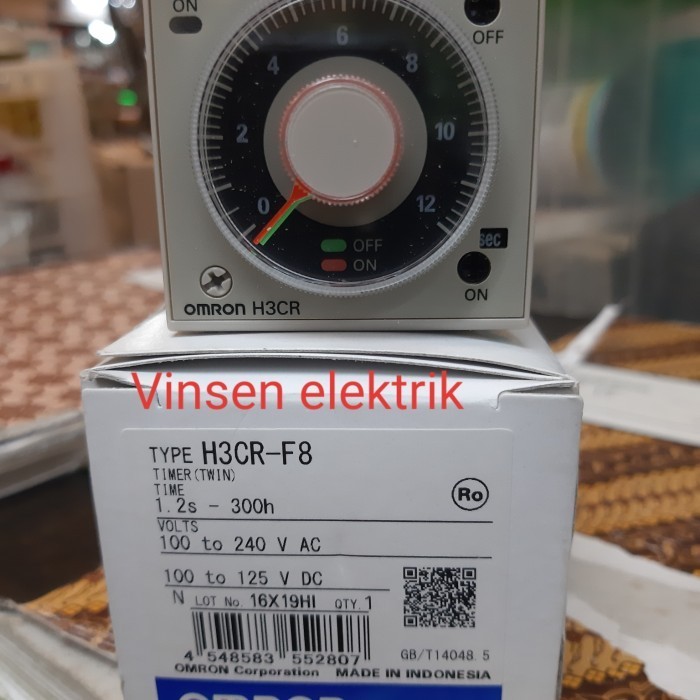 ON
OFF
6
4 8
2 10
0 12
OFF
ON
sec
ON
OMRON H3CR
Vinsen elektrik
TYPE H3CR-F8
TIMER(TWIN)
TIME
1.2s - 300h
Ro
VOLTS
100 to 240 V AC
100 to 125 V DC
N LOT No. 16X19HI QTY. 1
4 548583 552807
GB/T14048.5
OMRON Corporation MADE IN INDONESIA
OMRON